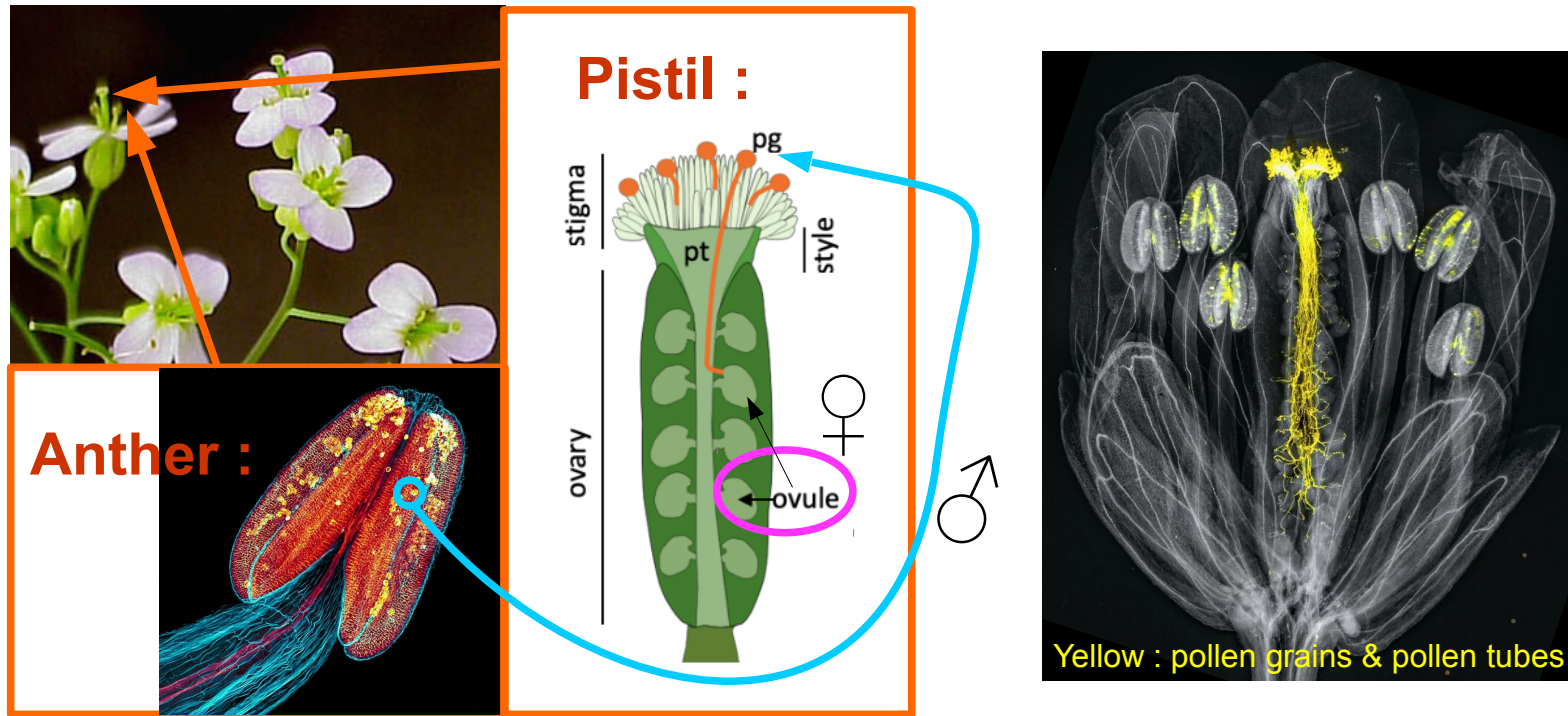 Pistil :
pg
stigma
pt
style
ovary
ovule
Anther :
Yellow : pollen grains & pollen tubes